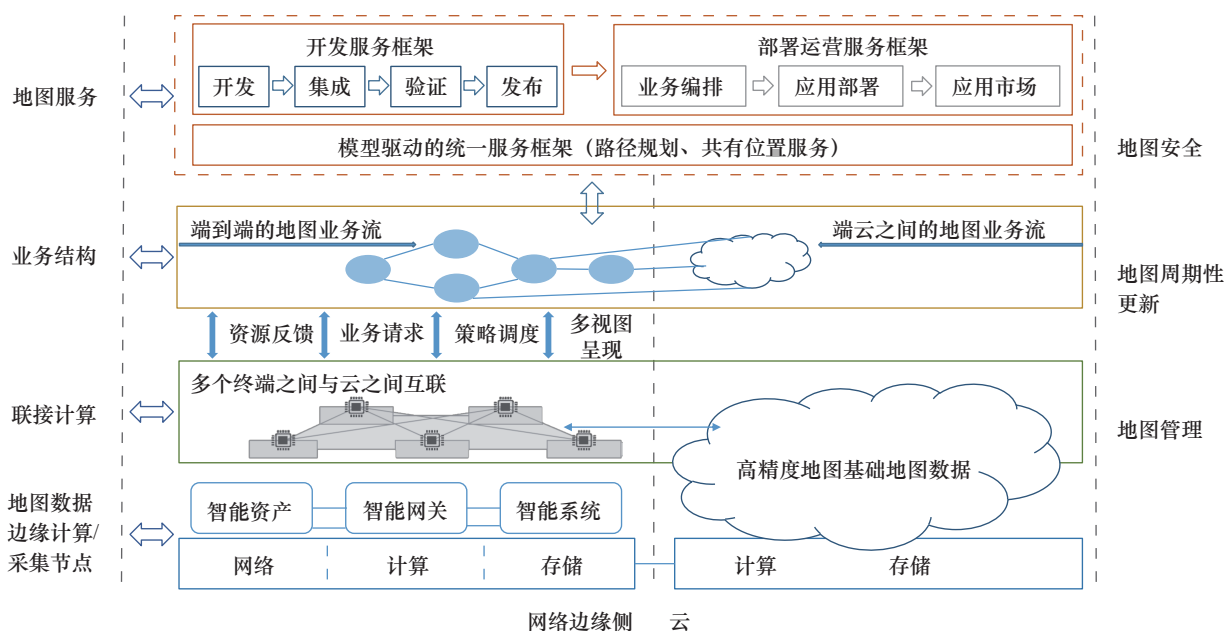 开发服务框架
部署运营服务框架
开发
集成
验证
发布
业务编排
应用部署
应用市场
地图服务
模型驱动的统一服务框架（路径规划、共有位置服务）
地图安全
端到端的地图业务流
端云之间的地图业务流
业务结构
地图周期性
更新
资源反馈
业务请求
策略调度
多视图
呈现
多个终端之间与云之间互联
联接计算
地图管理
高精度地图基础地图数据
地图数据
边缘计算/
采集节点
智能资产
智能网关
智能系统
网络
计算
存储
计算
存储
网络边缘侧
云